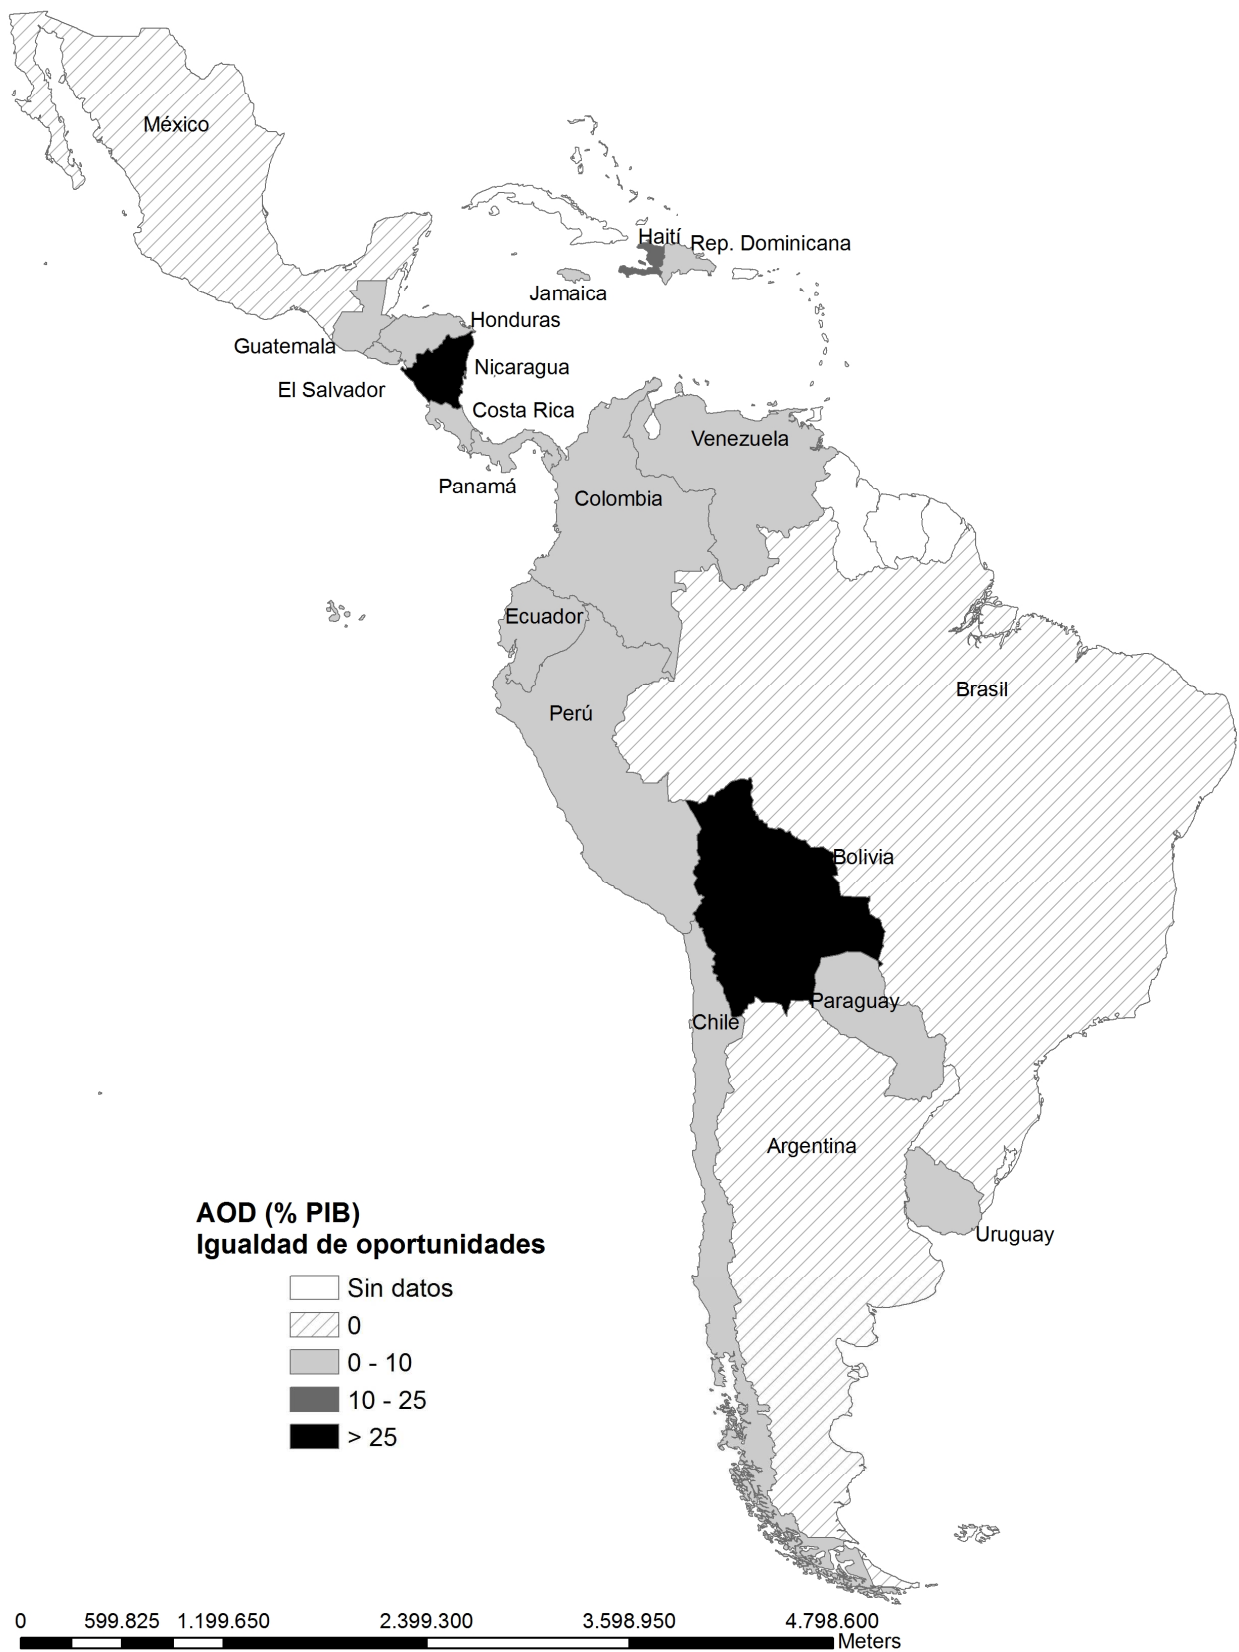 México
Haití
Rep. Dominicana
Jamaica
Honduras
Guatemala
Nicaragua
El Salvador
Costa Rica
Venezuela
Panamá
Colombia
Ecuador
Brasil
Perú
Bolivia
Paraguay
Chile
Argentina
Uruguay
AOD (% PIB)
Igualdad de oportunidades
Sin datos
0
0 - 10
10 - 25
> 25
0 599.825 1.199.650 2.399.300 3.598.950 4.798.600
Meters